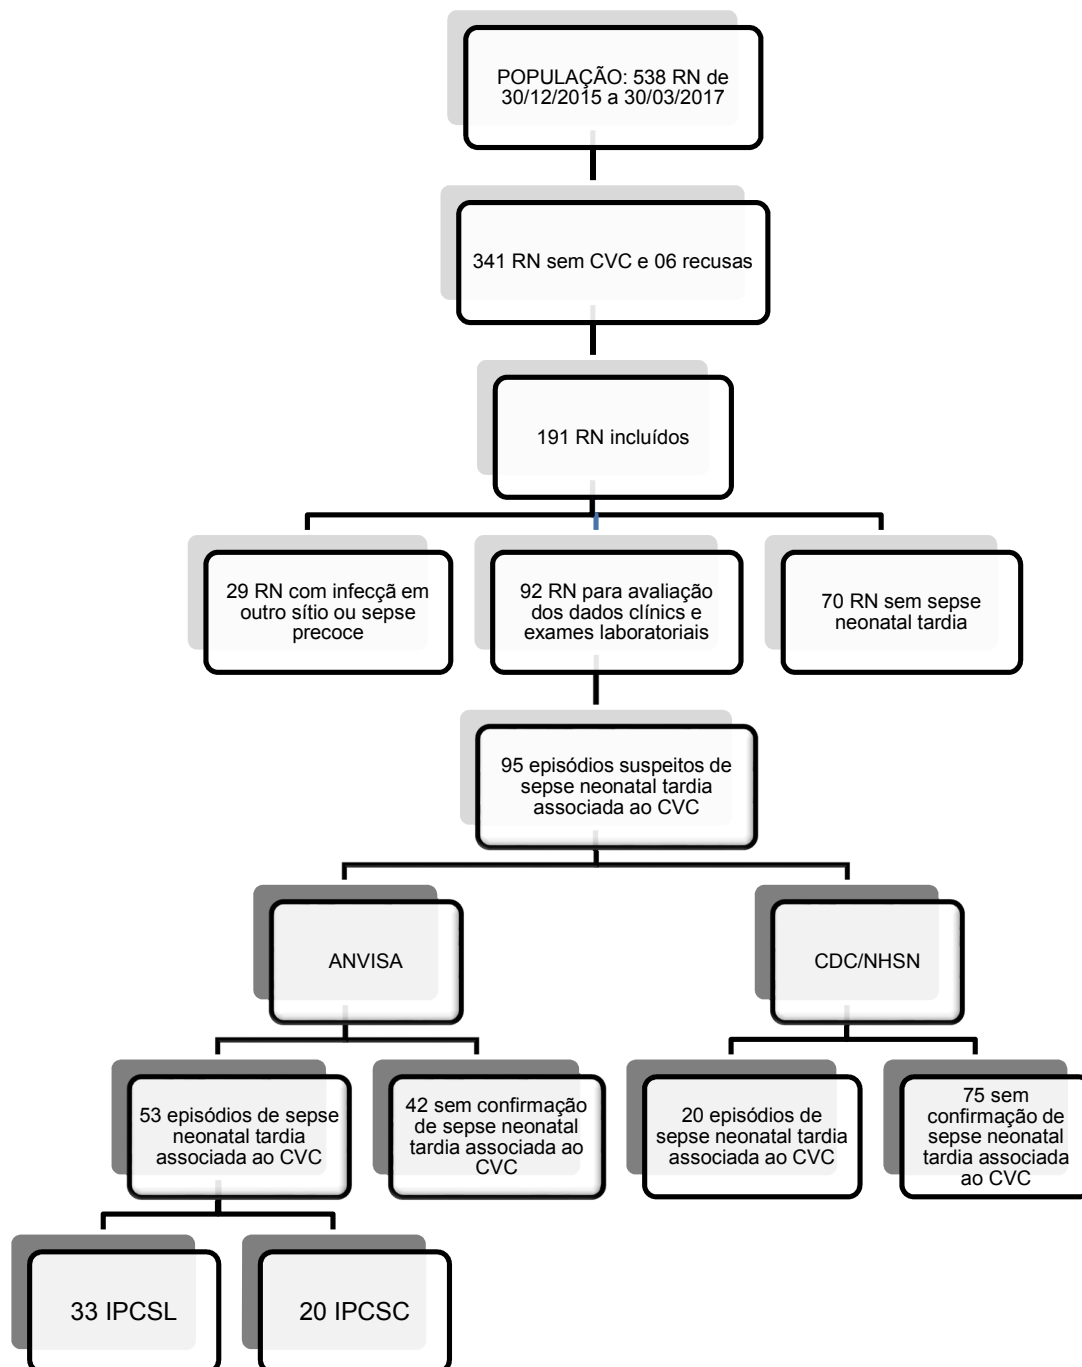 POPULAÇÃO: 538 RN de
30/12/2015 a 30/03/2017
341 RN sem CVC e 06 recusas
191 RN incluídos
29 RN com infecçã em
outro sítio ou sepse
precoce
92 RN para avaliação
dos dados clínics e
exames laboratoriais
70 RN sem sepse
neonatal tardia
95 episódios suspeitos de
sepse neonatal tardia
associada ao CVC
ANVISA
CDC/NHSN
53 episódios de sepse
neonatal tardia
associada ao CVC
42 sem confirmação
de sepse neonatal
tardia associada ao
CVC
20 episódios de
sepse neonatal tardia
associada ao CVC
75 sem
confirmação de
sepse neonatal
tardia associada
ao CVC
33 IPCSL
20 IPCSC